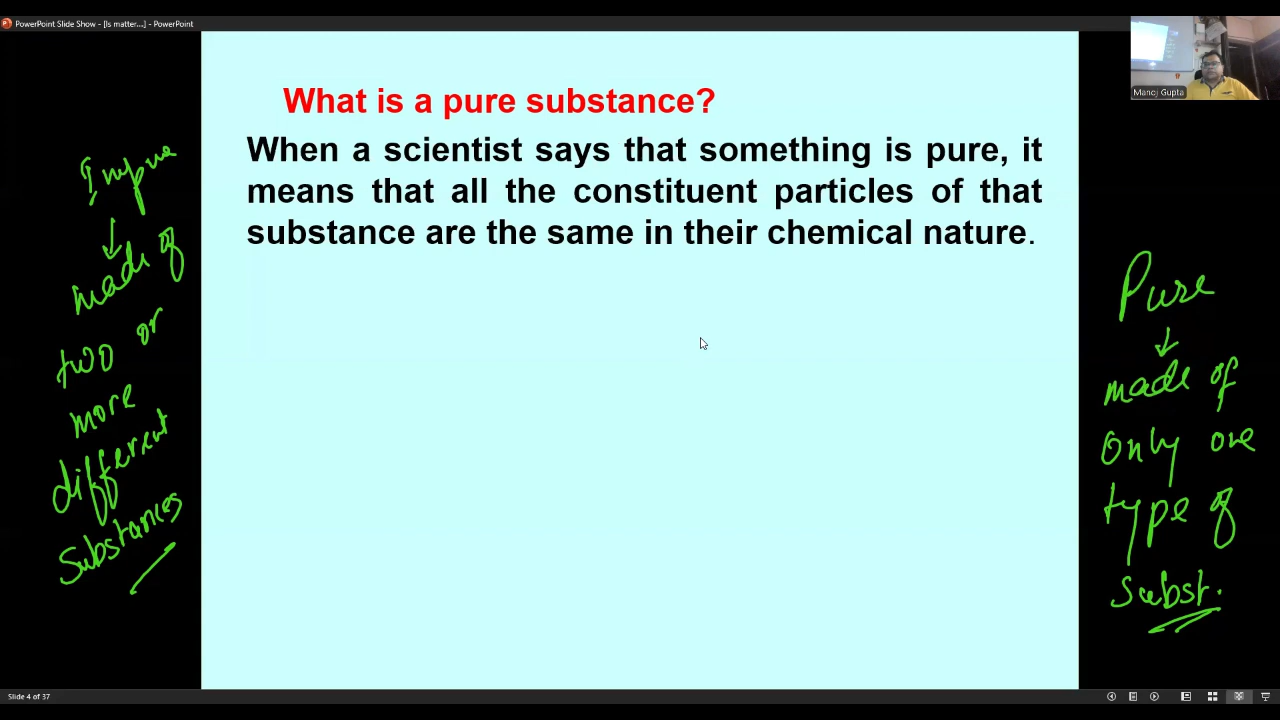 PowerPoint Slide Show - [Is matter...] - PowerPoint
Manoj Gupta
What is a pure substance?
When a scientist says that something is pure, it
means that all the constituent particles of that
substance are the same in their chemical nature.
Impure
↓
made of
two or
more
different
substances
Pure
↓
made of
only one
type of
subst.
Slide 4 of 37